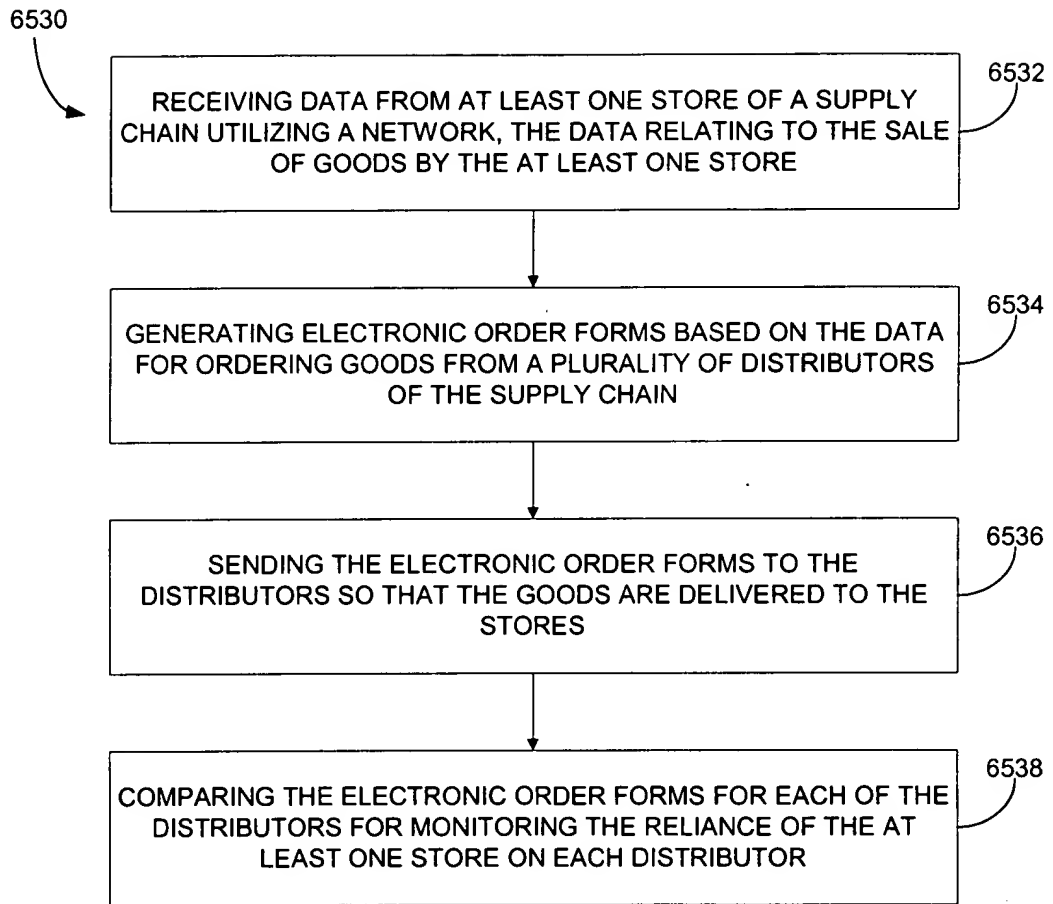 6530
6532
RECEIVING DATA FROM AT LEAST ONE STORE OF A SUPPLY
CHAIN UTILIZING A NETWORK, THE DATA RELATING TO THE SALE
OF GOODS BY THE AT LEAST ONE STORE
6534
GENERATING ELECTRONIC ORDER FORMS BASED ON THE DATA
FOR ORDERING GOODS FROM A PLURALITY OF DISTRIBUTORS
OF THE SUPPLY CHAIN
6536
SENDING THE ELECTRONIC ORDER FORMS TO THE
DISTRIBUTORS SO THAT THE GOODS ARE DELIVERED TO THE
STORES
6538
COMPARING THE ELECTRONIC ORDER FORMS FOR EACH OF THE
DISTRIBUTORS FOR MONITORING THE RELIANCE OF THE AT
LEAST ONE STORE ON EACH DISTRIBUTOR